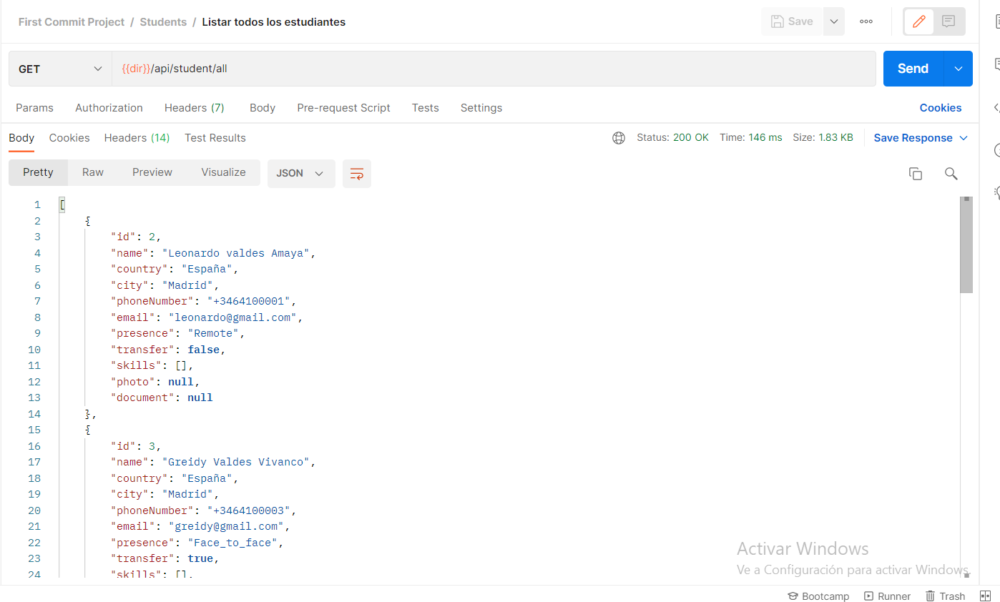 First Commit Project / Students / Listar todos los estudiantes
Save
GET
{{dir}}/api/student/all
Send
Params Authorization Headers (7) Body Pre-request Script Tests Settings Cookies
Body Cookies Headers (14) Test Results Status: 200 OK Time: 146 ms Size: 1.83 KB Save Response
Pretty Raw Preview Visualize JSON
1 [
2 {
3 "id": 2,
4 "name": "Leonardo valdes Amaya",
5 "country": "España",
6 "city": "Madrid",
7 "phoneNumber": "+3464100001",
8 "email": "leonardo@gmail.com",
9 "presence": "Remote",
10 "transfer": false,
11 "skills": [],
12 "photo": null,
13 "document": null
14 },
15 {
16 "id": 3,
17 "name": "Greidy Valdes Vivanco",
18 "country": "España",
19 "city": "Madrid",
20 "phoneNumber": "+3464100003",
21 "email": "greidy@gmail.com",
22 "presence": "Face_to_face",
23 "transfer": true,
24 "skills": [],
Activar Windows
Ve a Configuración para activar Windows.
Bootcamp Runner Trash